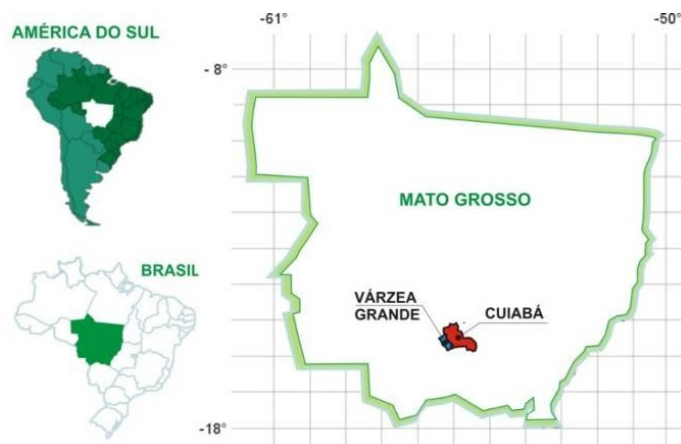 AMÉRICA DO SUL
BRASIL
-61°
-50°
- 8°
MATO GROSSO
VÁRZEA
GRANDE
CUIABÁ
-18°